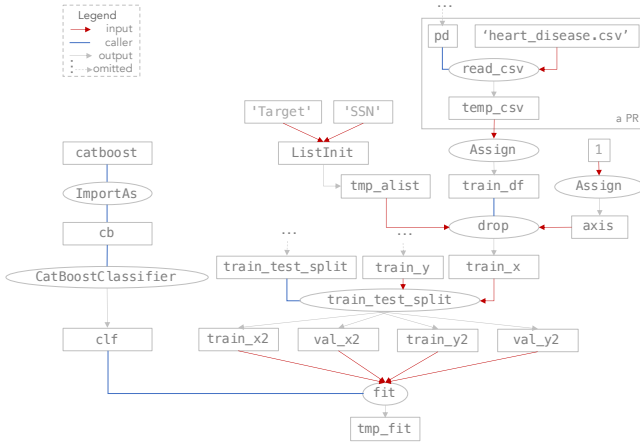 ...
Legend
input
caller
output
omitted
pd
'heart_disease.csv'
read_csv
temp_csv
a PR
'Target'
'SSN'
ListInit
Assign
1
catboost
tmp_alist
train_df
Assign
ImportAs
cb
drop
axis
...
...
CatBoostClassifier
train_test_split
train_y
train_x
train_test_split
clf
train_x2
val_x2
train_y2
val_y2
fit
tmp_fit